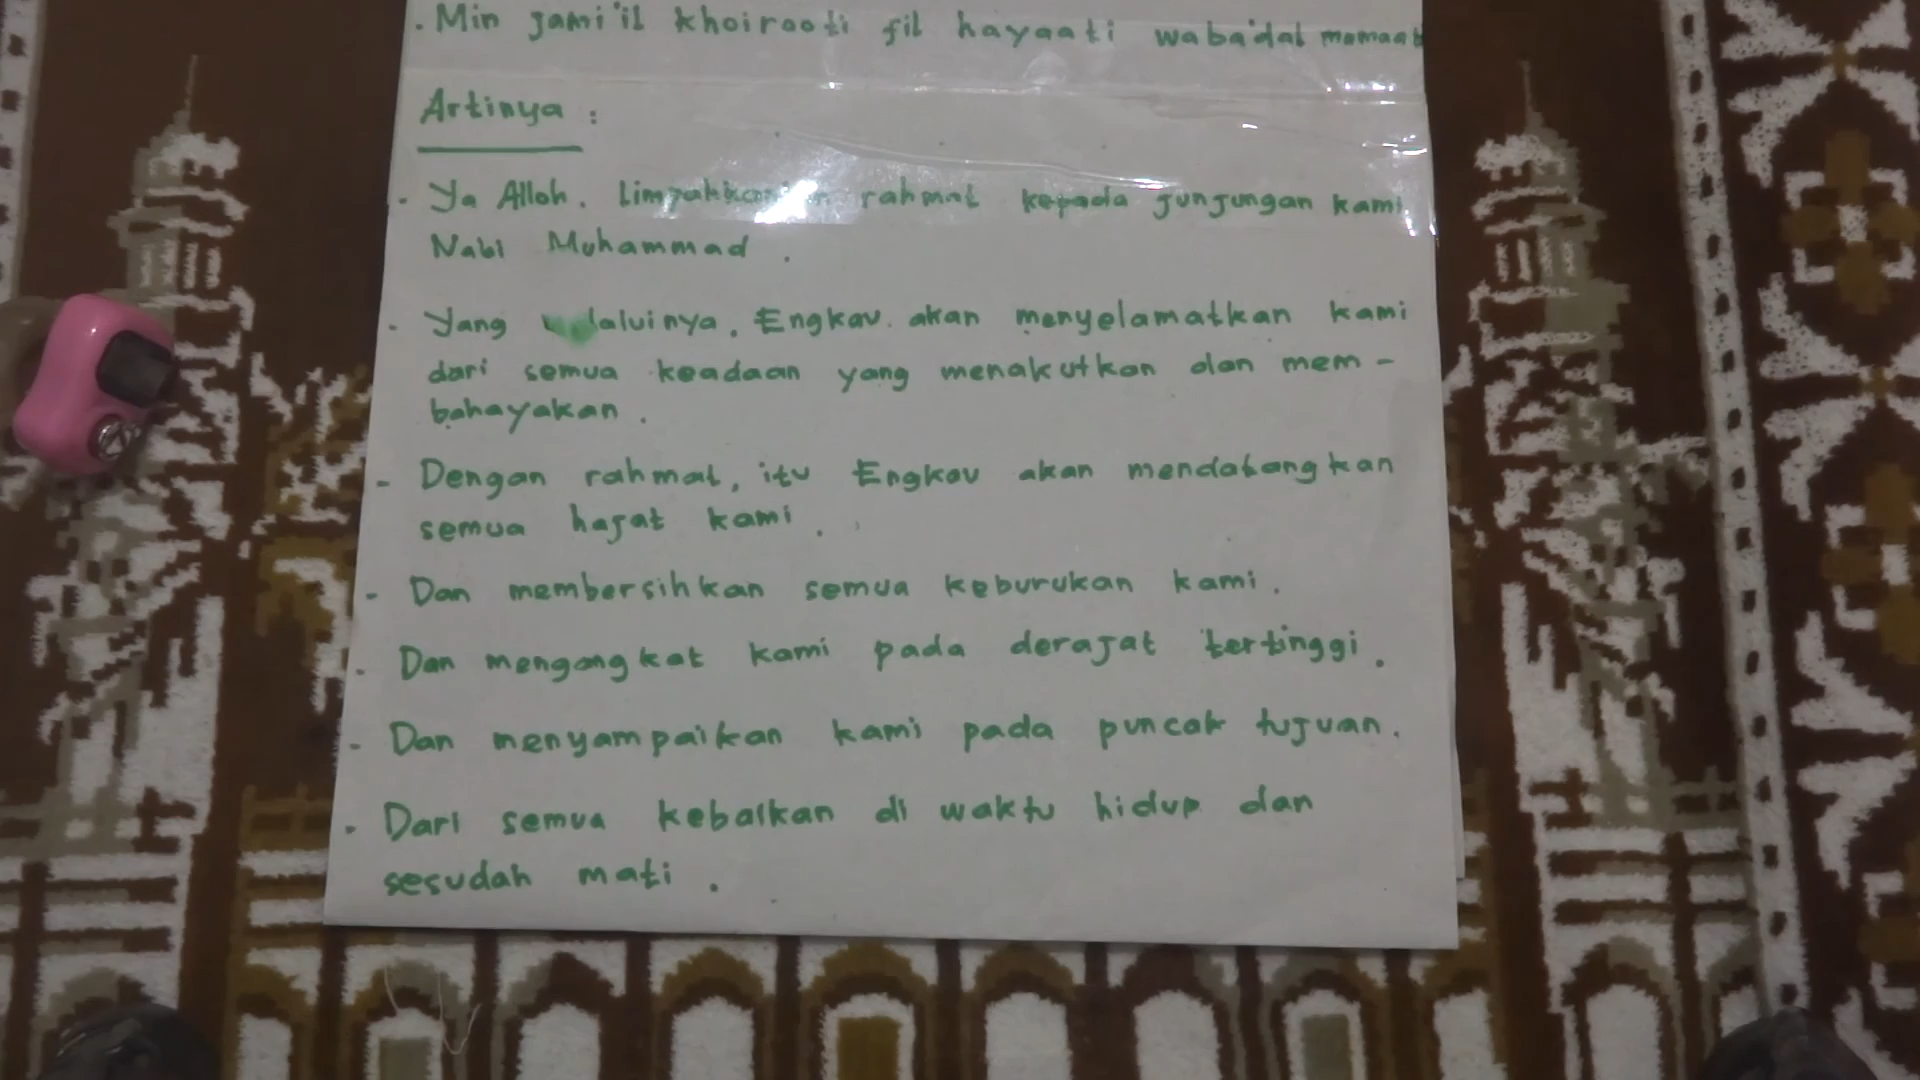 . Min jami'il khoirooti fil hayaati waba'dal mamaat
Artinya :
. Ya Alloh. Limpahkanlah rahmat kepada junjungan kami
Nabi Muhammad .
. Yang laluinya, Engkau. akan menyelamatkan kami
dari semua keadaan yang menakutkan dan mem -
bahayakan .
- Dengan rahmat, itu Engkau akan mendatangkan
semua hajat kami .
- Dan membersihkan semua keburukan kami .
. Dan mengangkat kami pada derajat tertinggi .
- Dan menyampaikan kami pada puncak tujuan .
. Dari semua kebaikan di waktu hidup dan
sesudah mati .